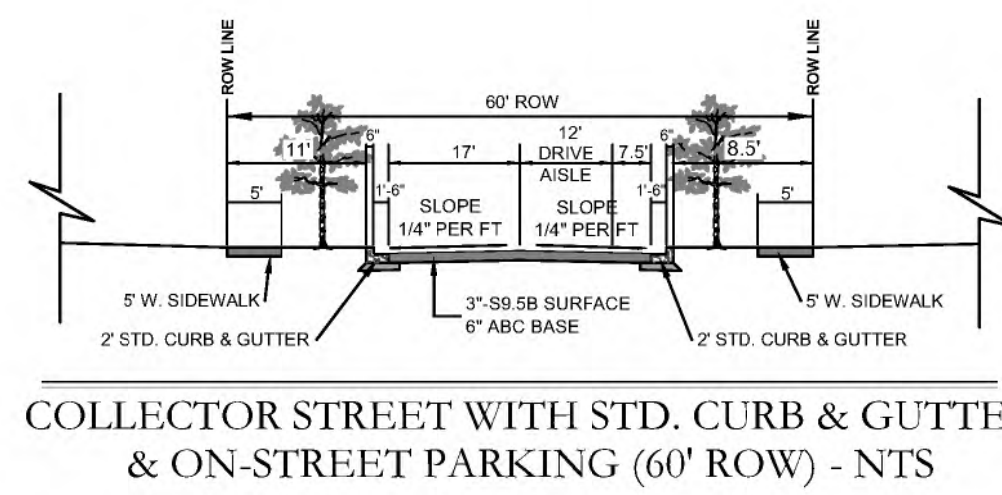 ROW LINE
ROW LINE
60' ROW
11'
6"
17'
12'
DRIVE
AISLE
7.5'
6"
8.5'
5'
1'-6"
SLOPE
1/4" PER FT
SLOPE
1/4" PER FT
1'-6"
5'
5' W. SIDEWALK
2' STD. CURB & GUTTER
3"-S9.5B SURFACE
6" ABC BASE
5' W. SIDEWALK
2' STD. CURB & GUTTER
COLLECTOR STREET WITH STD. CURB & GUTTE
& ON-STREET PARKING (60' ROW) - NTS